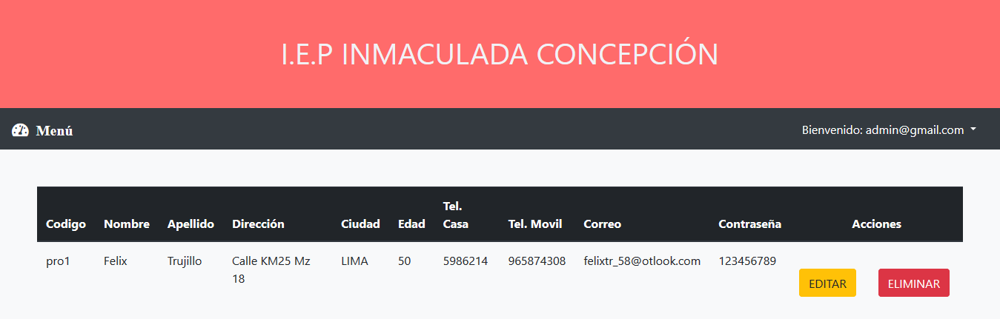 I.E.P INMACULADA CONCEPCIÓN
Menú
Bienvenido: admin@gmail.com
Codigo Nombre Apellido Dirección Ciudad Edad Tel. Casa Tel. Movil Correo Contraseña Acciones
pro1 Felix Trujillo Calle KM25 Mz 18 LIMA 50 5986214 965874308 felixtr_58@otlook.com 123456789
EDITAR ELIMINAR